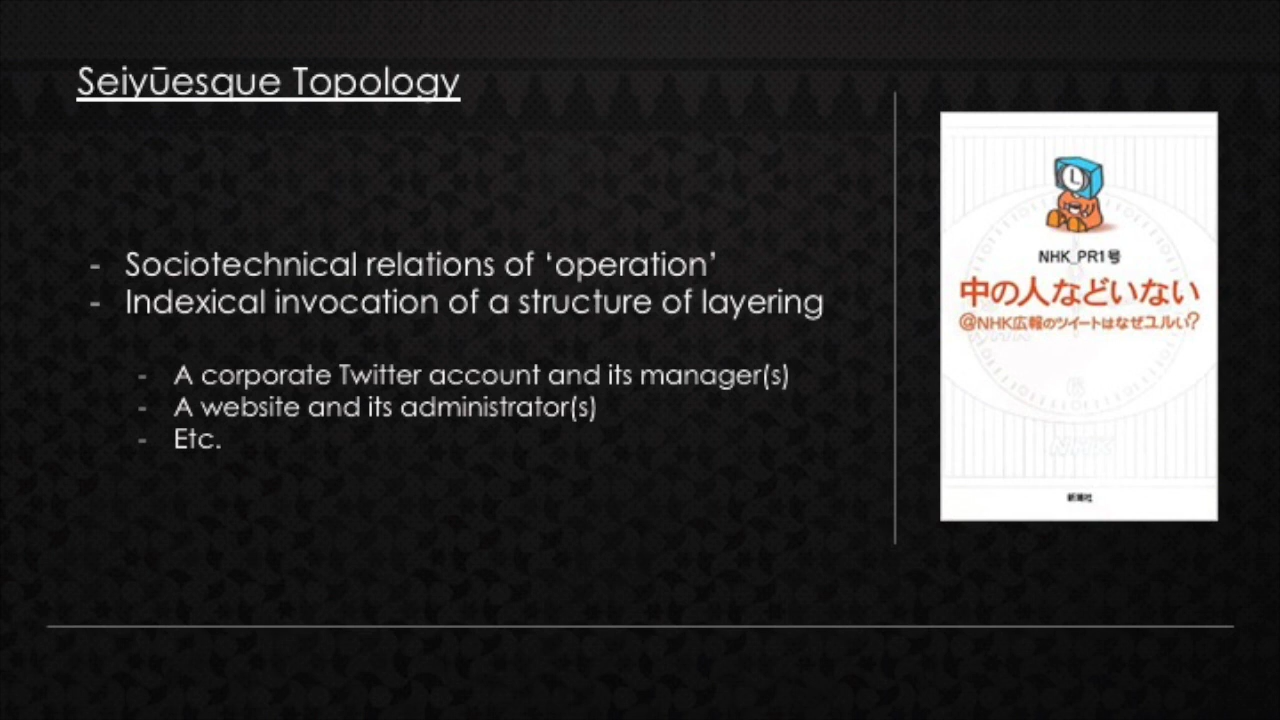 Seiyūesque Topology
- Sociotechnical relations of ‘operation’
- Indexical invocation of a structure of layering
- A corporate Twitter account and its manager(s)
- A website and its administrator(s)
- Etc.
NHK_PR1号
中の人などいない
@NHK広報のツイートはなぜユルい?
NHK
新潮社